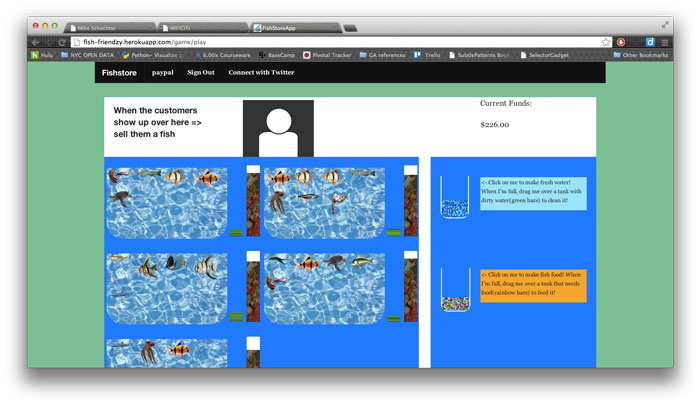 Mike Schechter
WiFiCITi
FishStoreApp
fish-friendzy.herokuapp.com/game/play
Hulu NYC OPEN DATA Python- Visualize 6.00x Courseware BaseCamp Pivotal Tracker GA references Trello SubtlePatterns SelectorGadget Other Bookmarks
Fishstore paypal Sign Out Connect with Twitter
When the customers
show up over here =>
sell them a fish
Current Funds:
$226.00
<- Click on me to make fresh water!
When I'm full, drag me over a tank with
dirty water(green bars) to clean it!
<- Click on me to make fish food! When
I'm full, drag me over a tank that needs
food(rainbow bars) to feed it!